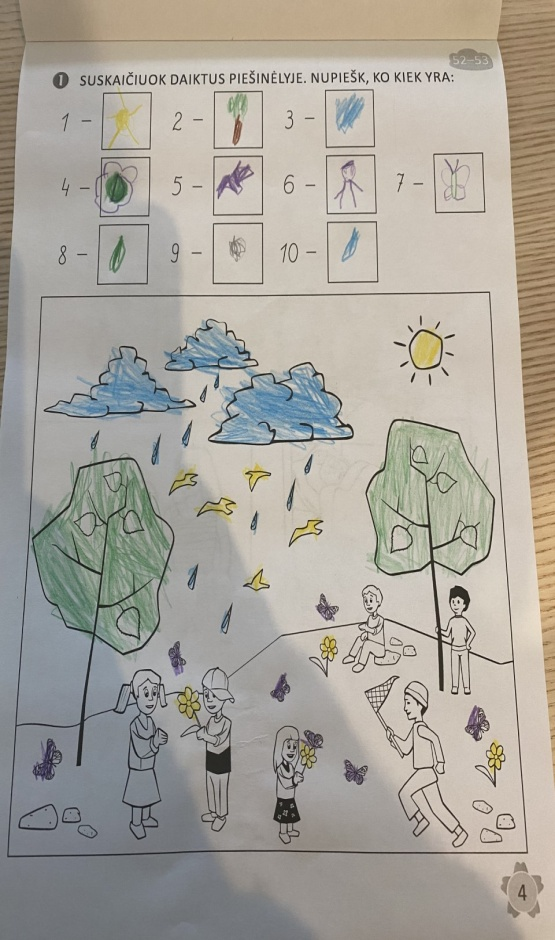 52–53
1 SUSKAIČIUOK DAIKTUS PIEŠINĖLYJE. NUPIEŠK, KO KIEK YRA:
1 – 2 – 3 –
4 – 5 – 6 – 7 –
8 – 9 – 10 –
4